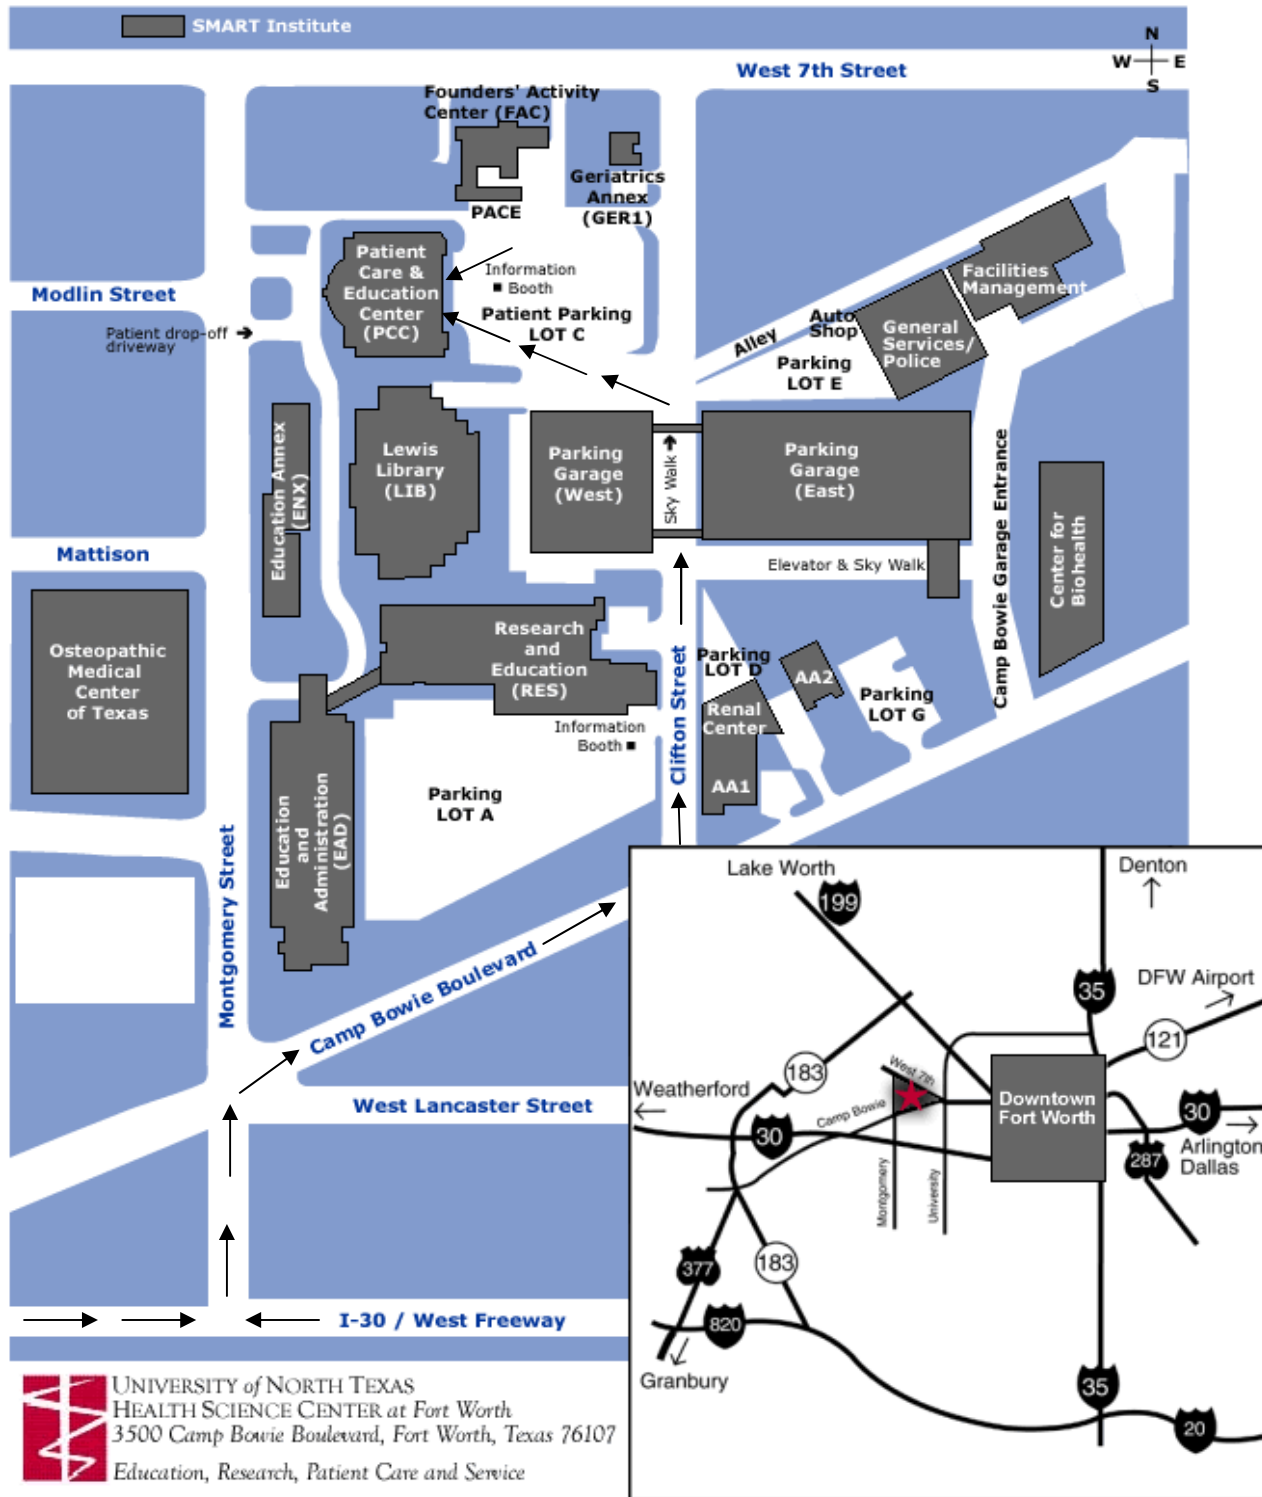 SMART Institute
N
W E
S
West 7th Street
Founders' Activity
Center (FAC)
Geriatrics
Annex
(GER1)
PACE
Patient
Care &
Education
Center
(PCC)
Information
Booth
Patient Parking
LOT C
Modlin Street
Patient drop-off
driveway
Facilities
Management
Auto
Shop
General
Services/
Police
Alley
Parking
LOT E
Education Annex
(ENX)
Lewis
Library
(LIB)
Parking
Garage
(West)
Sky Walk
Parking
Garage
(East)
Camp Bowie Garage Entrance
Center for
Biohealth
Mattison
Elevator & Sky Walk
Osteopathic
Medical
Center
of Texas
Research
and
Education
(RES)
Information
Booth
Clifton Street
Parking
LOT D
AA2
Parking
LOT G
Renal
Center
AA1
Parking
LOT A
Education
and
Administration
(EAD)
Montgomery Street
Camp Bowie Boulevard
West Lancaster Street
I-30 / West Freeway
Lake Worth
199
Denton
35
DFW Airport
121
183
West 7th
Weatherford
Camp Bowie
30
Downtown
Fort Worth
30
Arlington
Dallas
287
Montgomery
University
377
183
820
Granbury
35
20
UNIVERSITY of NORTH TEXAS
HEALTH SCIENCE CENTER at Fort Worth
3500 Camp Bowie Boulevard, Fort Worth, Texas 76107
Education, Research, Patient Care and Service